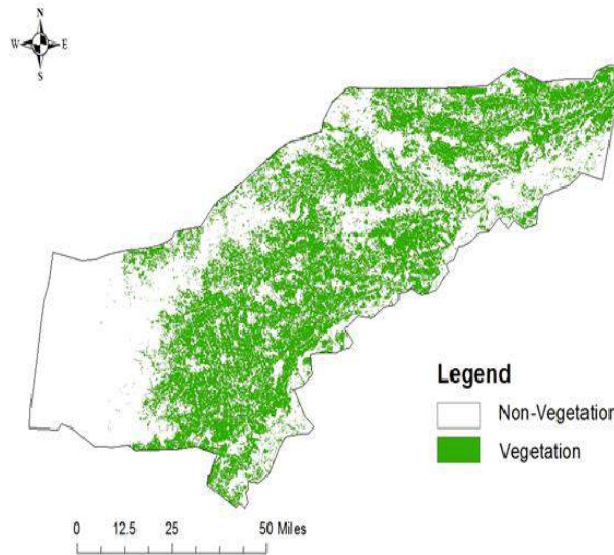 N
W E
S
Legend
Non-Vegetation
Vegetation
0 12.5 25 50 Miles